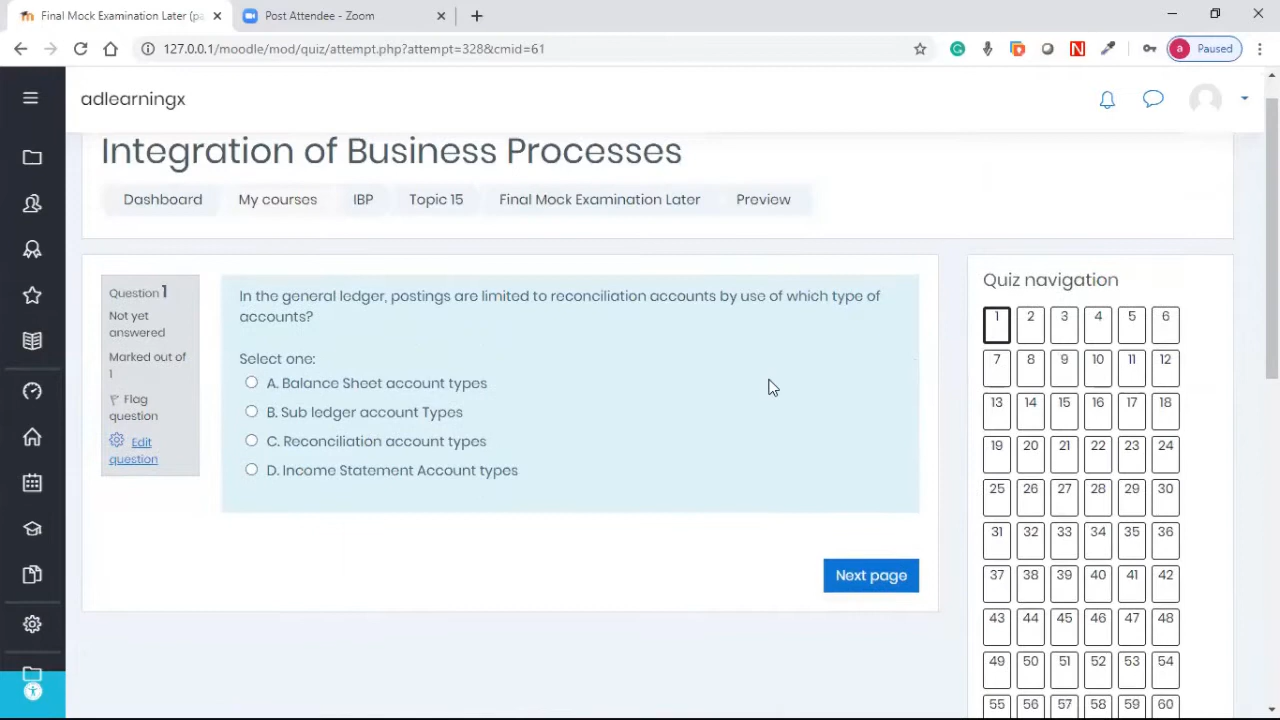 Final Mock Examination Later (pa
Post Attendee - Zoom
127.0.0.1/moodle/mod/quiz/attempt.php?attempt=328&cmid=61
N
a Paused
adlearningx
Integration of Business Processes
Dashboard My courses IBP Topic 15 Final Mock Examination Later Preview
Question 1
Not yet
answered
Marked out of
1
Flag
question
Edit
question
In the general ledger, postings are limited to reconciliation accounts by use of which type of
accounts?
Select one:
A. Balance Sheet account types
B. Sub ledger account Types
C. Reconciliation account types
D. Income Statement Account types
Next page
Quiz navigation
1 2 3 4 5 6
7 8 9 10 11 12
13 14 15 16 17 18
19 20 21 22 23 24
25 26 27 28 29 30
31 32 33 34 35 36
37 38 39 40 41 42
43 44 45 46 47 48
49 50 51 52 53 54
55 56 57 58 59 60